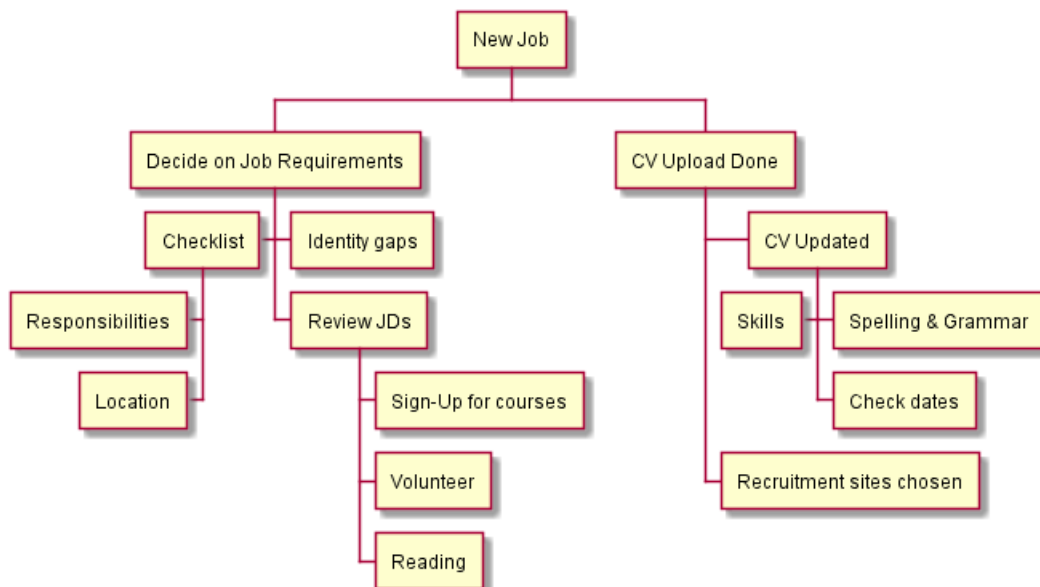 New Job
Decide on Job Requirements
CV Upload Done
Checklist
Identity gaps
CV Updated
Responsibilities
Review JDs
Skills
Spelling & Grammar
Location
Sign-Up for courses
Check dates
Volunteer
Recruitment sites chosen
Reading